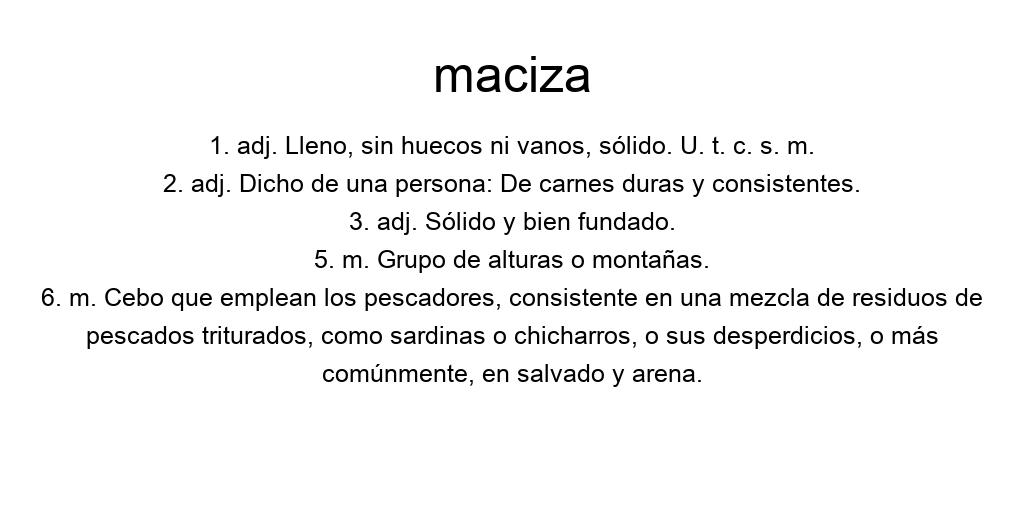 maciza
1. adj. Lleno, sin huecos ni vanos, sólido. U. t. c. s. m.
2. adj. Dicho de una persona: De carnes duras y consistentes.
3. adj. Sólido y bien fundado.
5. m. Grupo de alturas o montañas.
6. m. Cebo que emplean los pescadores, consistente en una mezcla de residuos de
pescados triturados, como sardinas o chicharros, o sus desperdicios, o más
comúnmente, en salvado y arena.